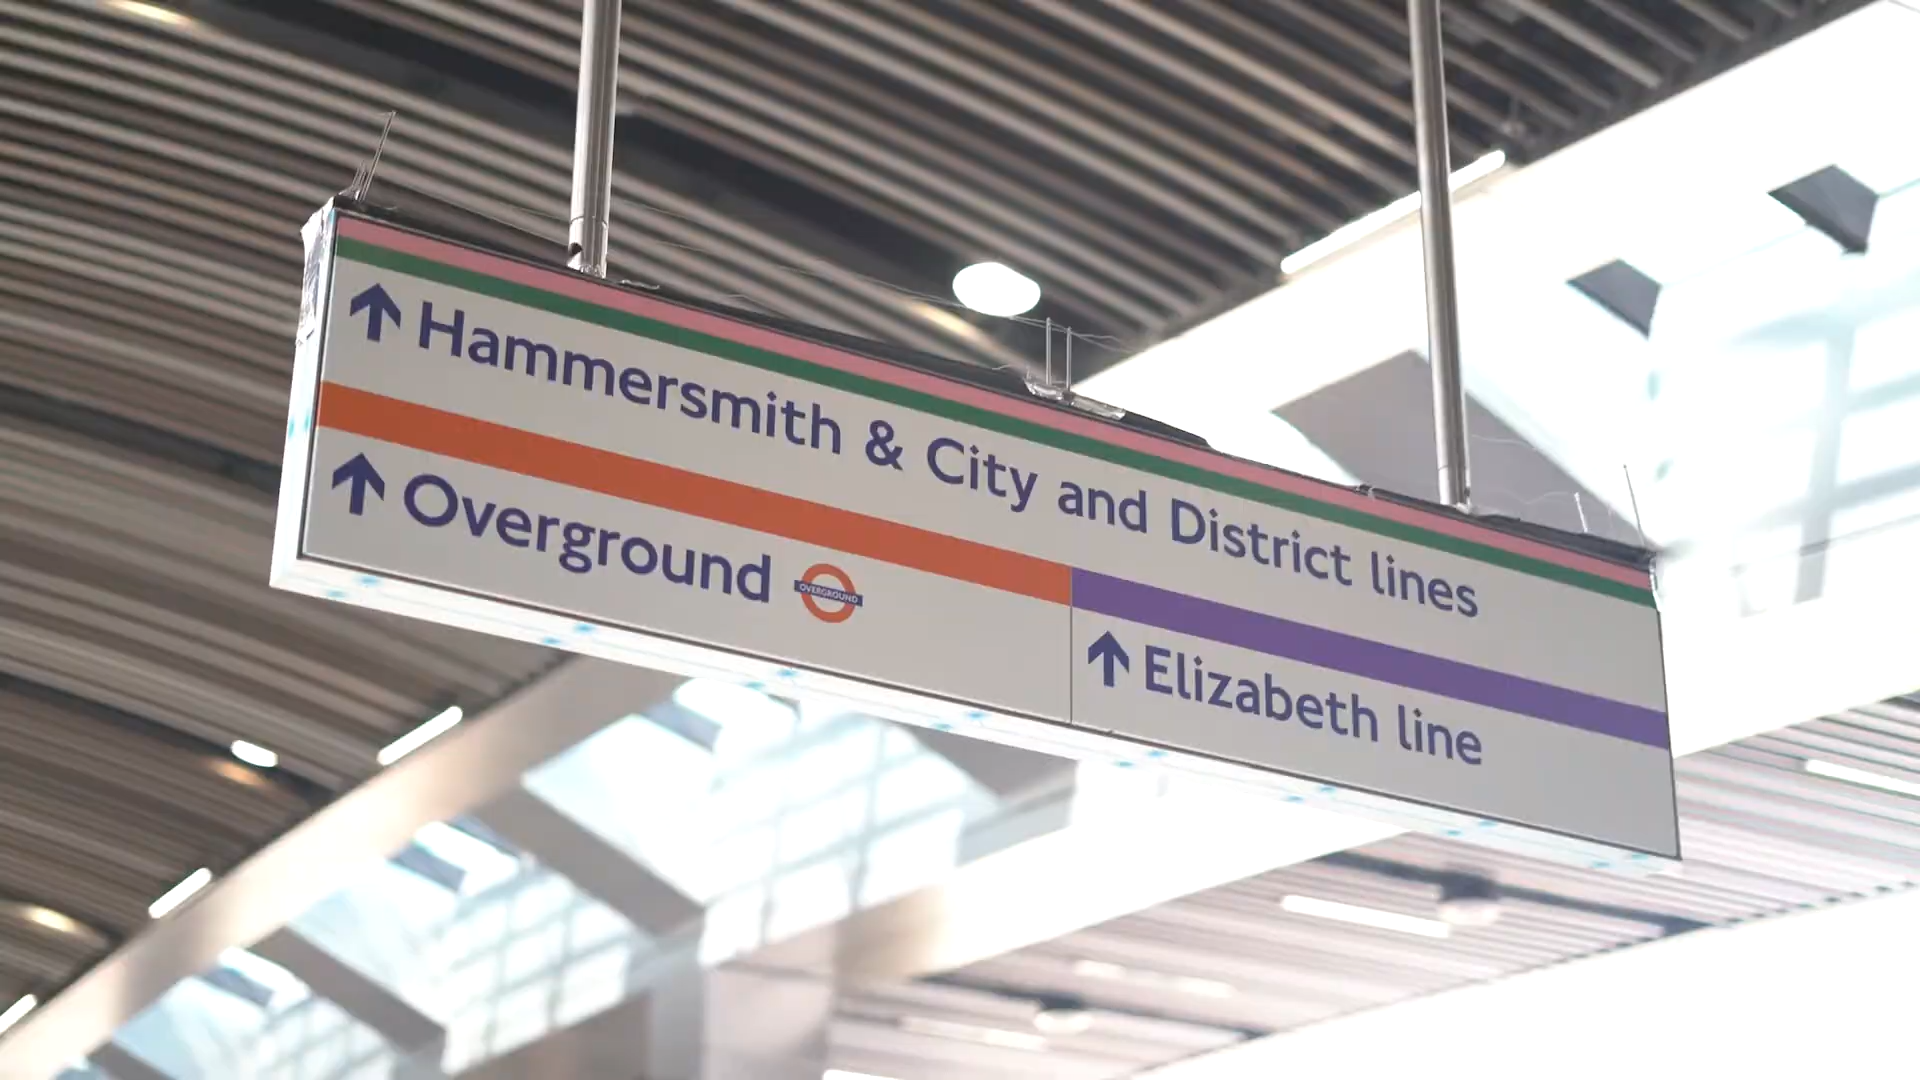 ↑ Hammersmith & City and District lines
↑ Overground OVERGROUND
↑ Elizabeth line